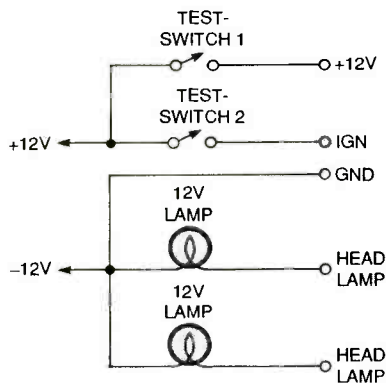 TEST-
SWITCH 1
+12V
TEST-
SWITCH 2
+12V
IGN
GND
12V
LAMP
−12V
HEAD
LAMP
12V
LAMP
HEAD
LAMP